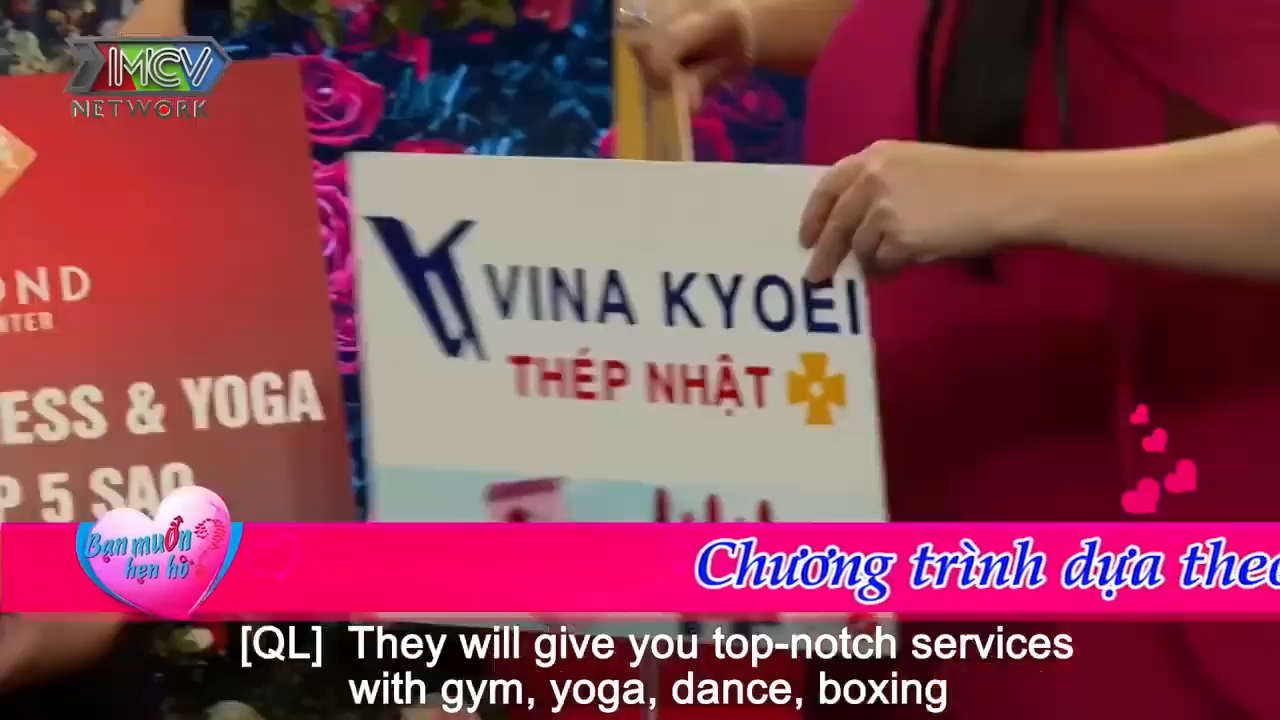 MCV
NETWORK
OND
NTER
ESS & YOGA
P 5 SAO
VINA KYOEI
THÉP NHẬT
Bạn muốn
hẹn hò
Chương trình dựa theo
[QL] They will give you top-notch services
with gym, yoga, dance, boxing